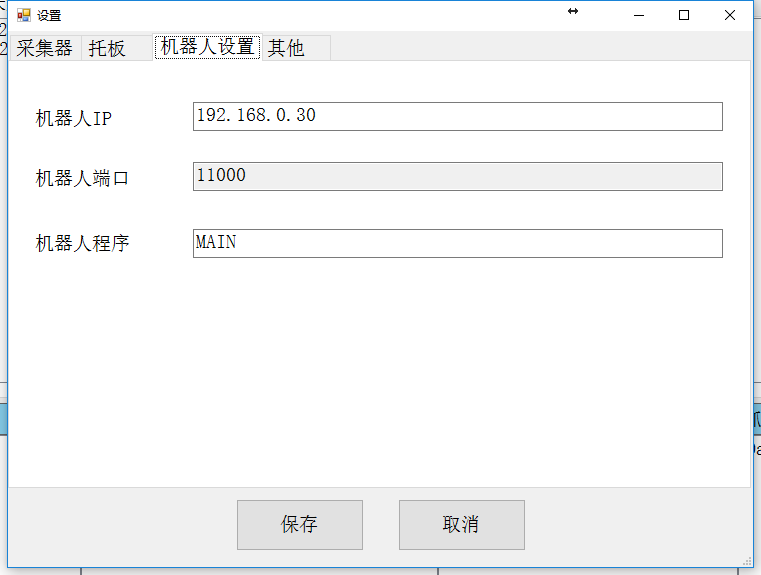 设置
采集器 托板 机器人设置 其他
机器人IP 192.168.0.30
机器人端口 11000
机器人程序 MAIN
保存 取消